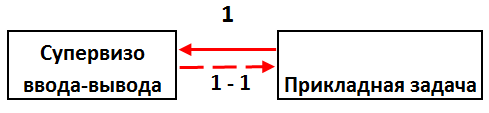 1
Супервизо
ввода-вывода
1 - 1
Прикладная задача